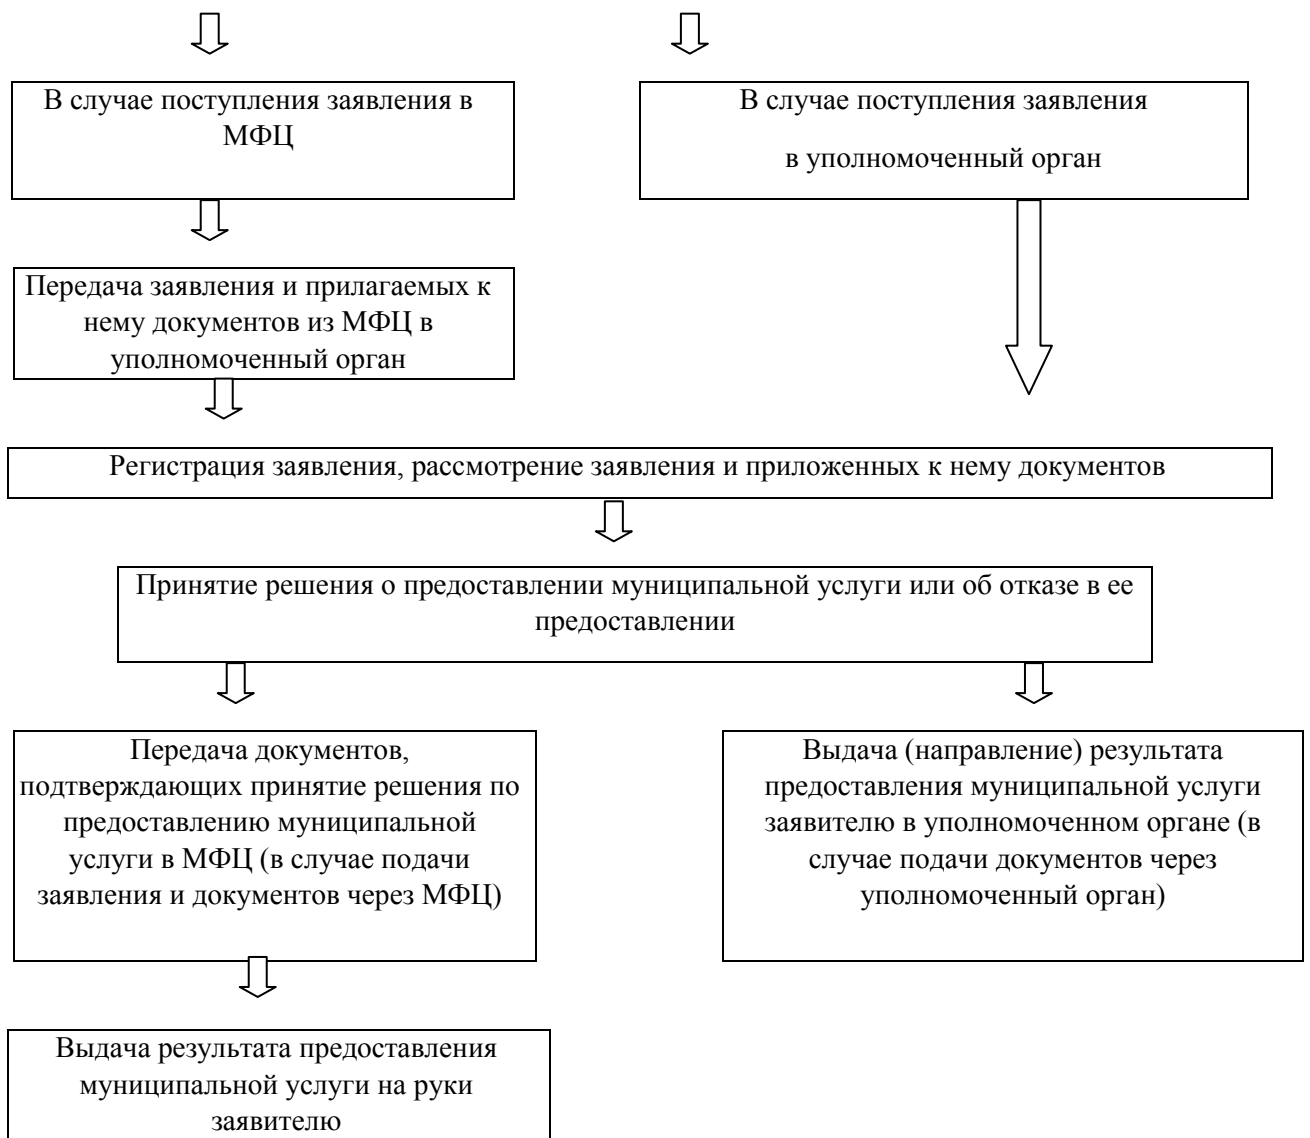 В случае поступления заявления в
МФЦ
В случае поступления заявления
в уполномоченный орган
Передача заявления и прилагаемых к
нему документов из МФЦ в
уполномоченный орган
Регистрация заявления, рассмотрение заявления и приложенных к нему документов
Принятие решения о предоставлении муниципальной услуги или об отказе в ее
предоставлении
Передача документов,
подтверждающих принятие решения по
предоставлению муниципальной
услуги в МФЦ (в случае подачи
заявления и документов через МФЦ)
Выдача (направление) результата
предоставления муниципальной услуги
заявителю в уполномоченном органе (в
случае подачи документов через
уполномоченный орган)
Выдача результата предоставления
муниципальной услуги на руки
заявителю